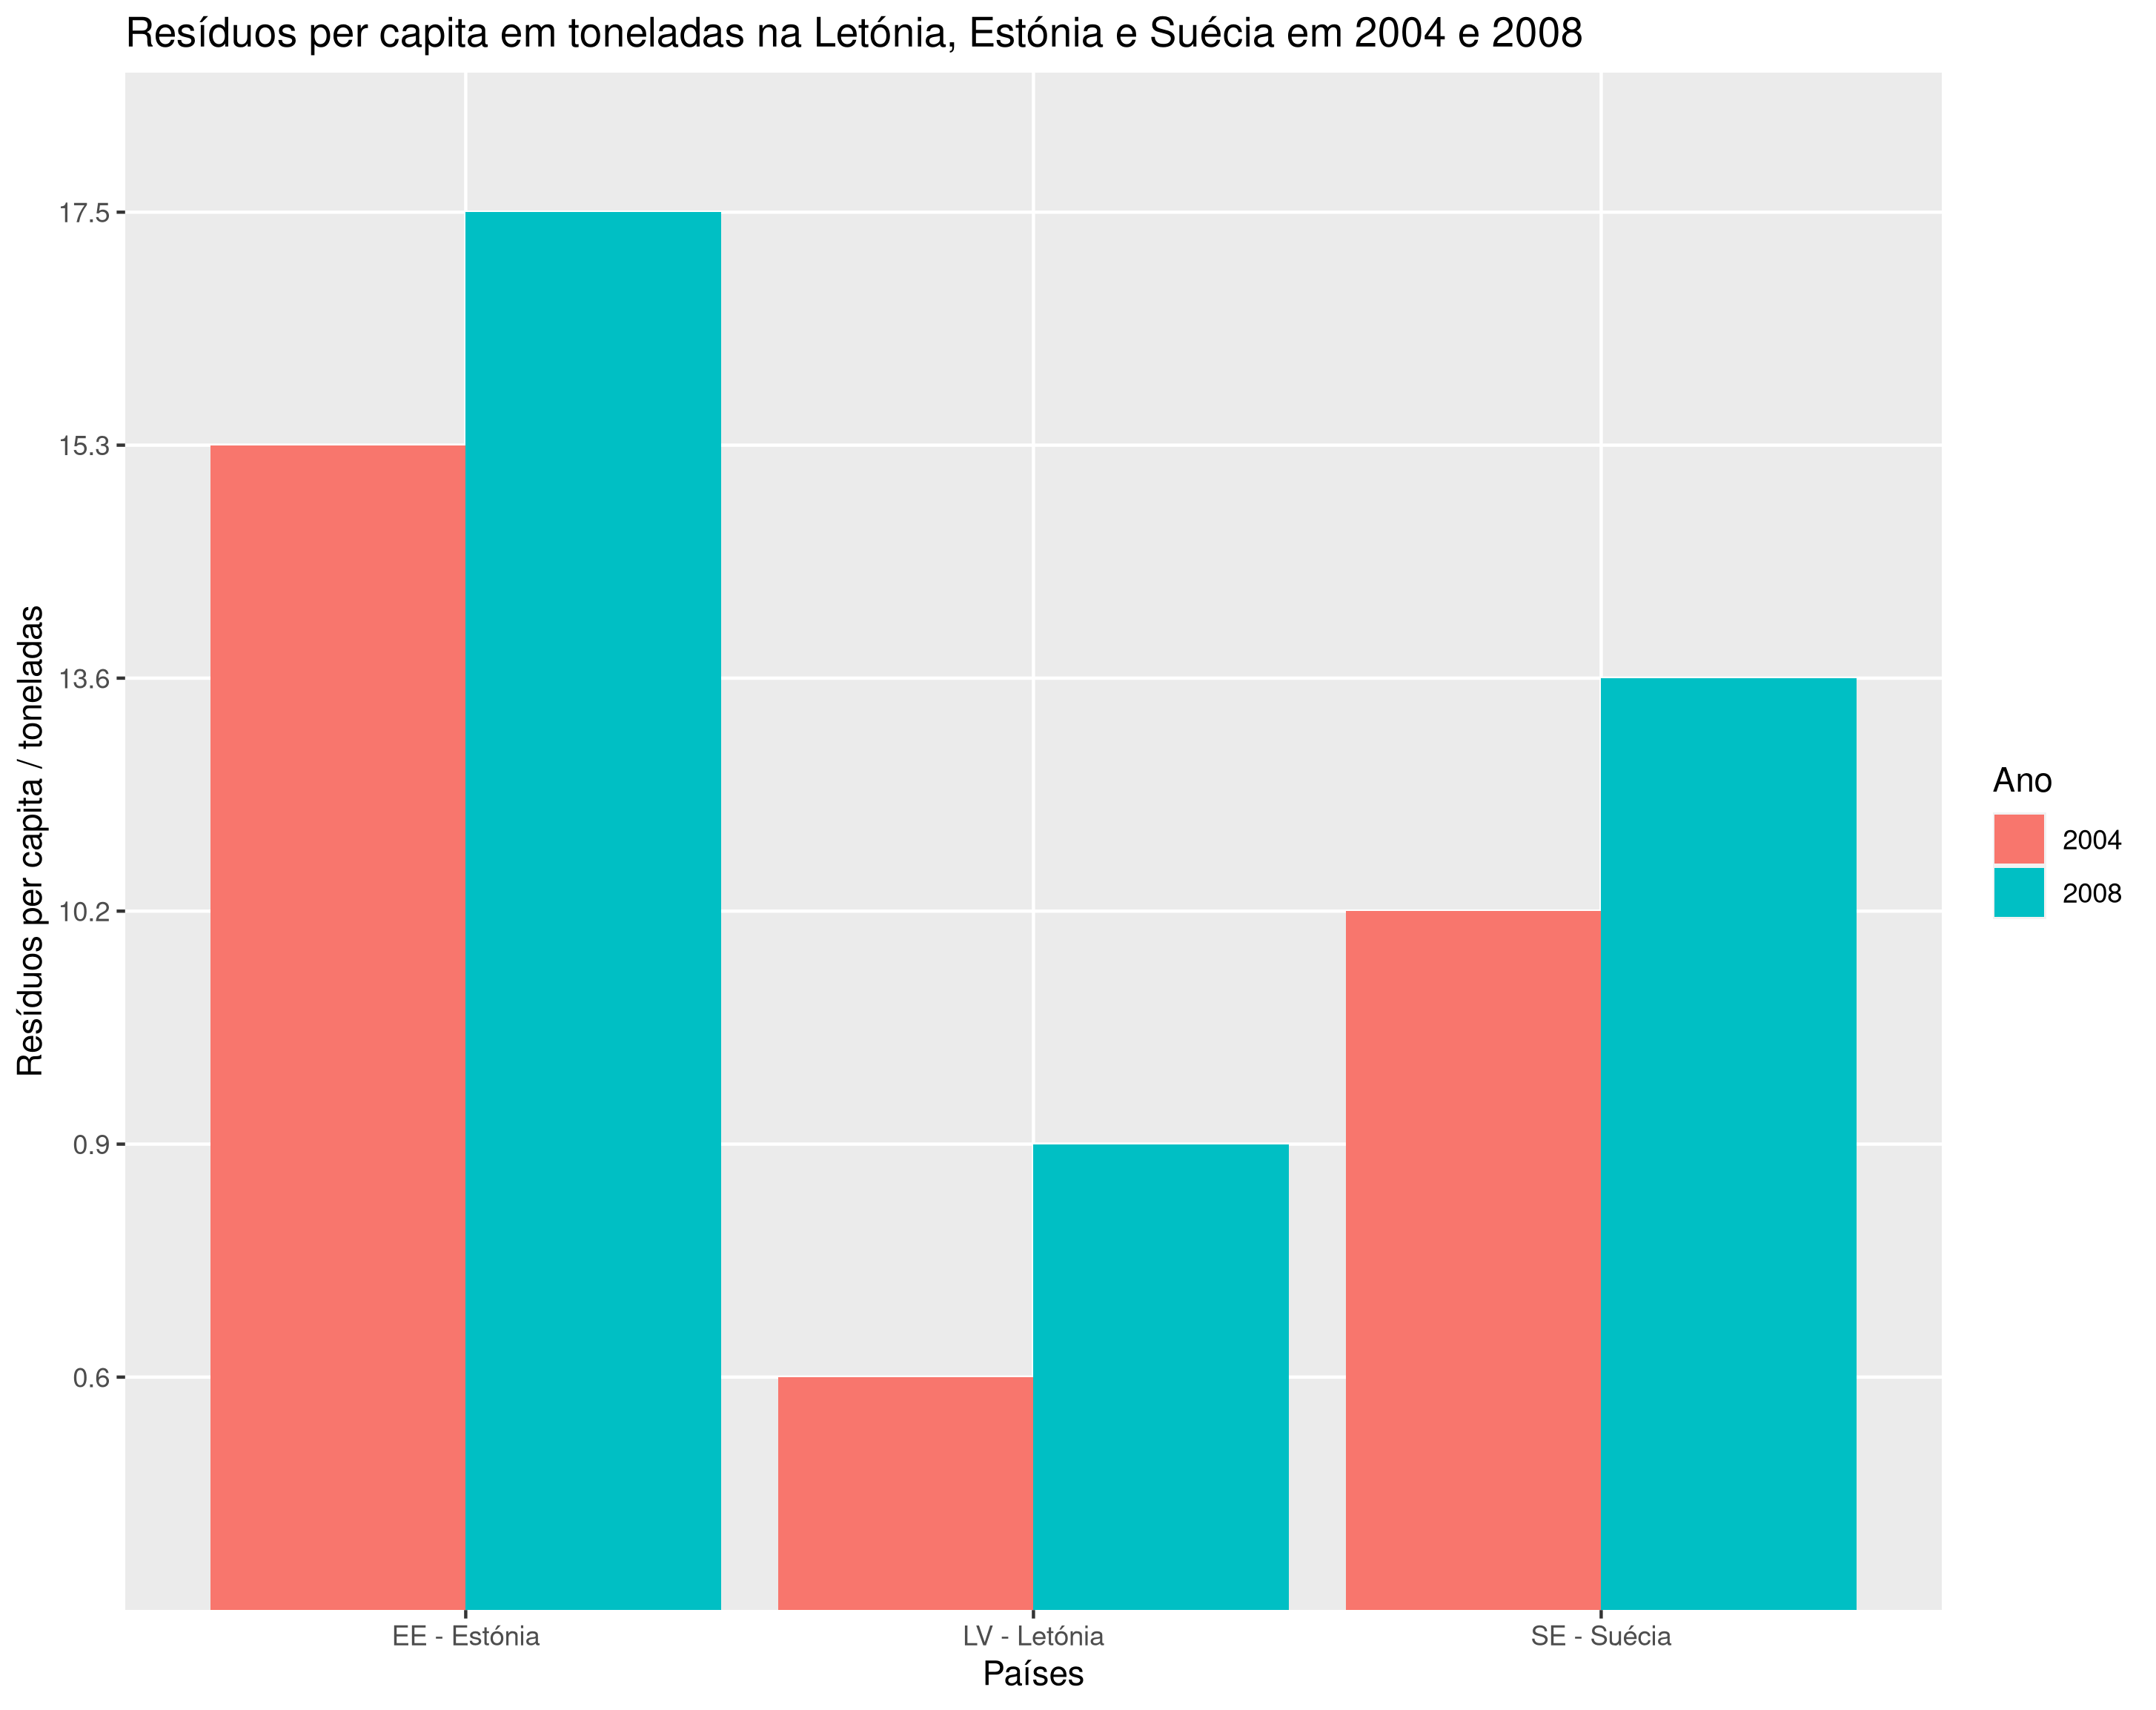 Resíduos per capita em toneladas na Letónia, Estónia e Suécia em 2004 e 2008
Resíduos per capita / toneladas
17.5
15.3
13.6
10.2
0.9
0.6
EE - Estónia
LV - Letónia
SE - Suécia
Países
Ano
2004
2008